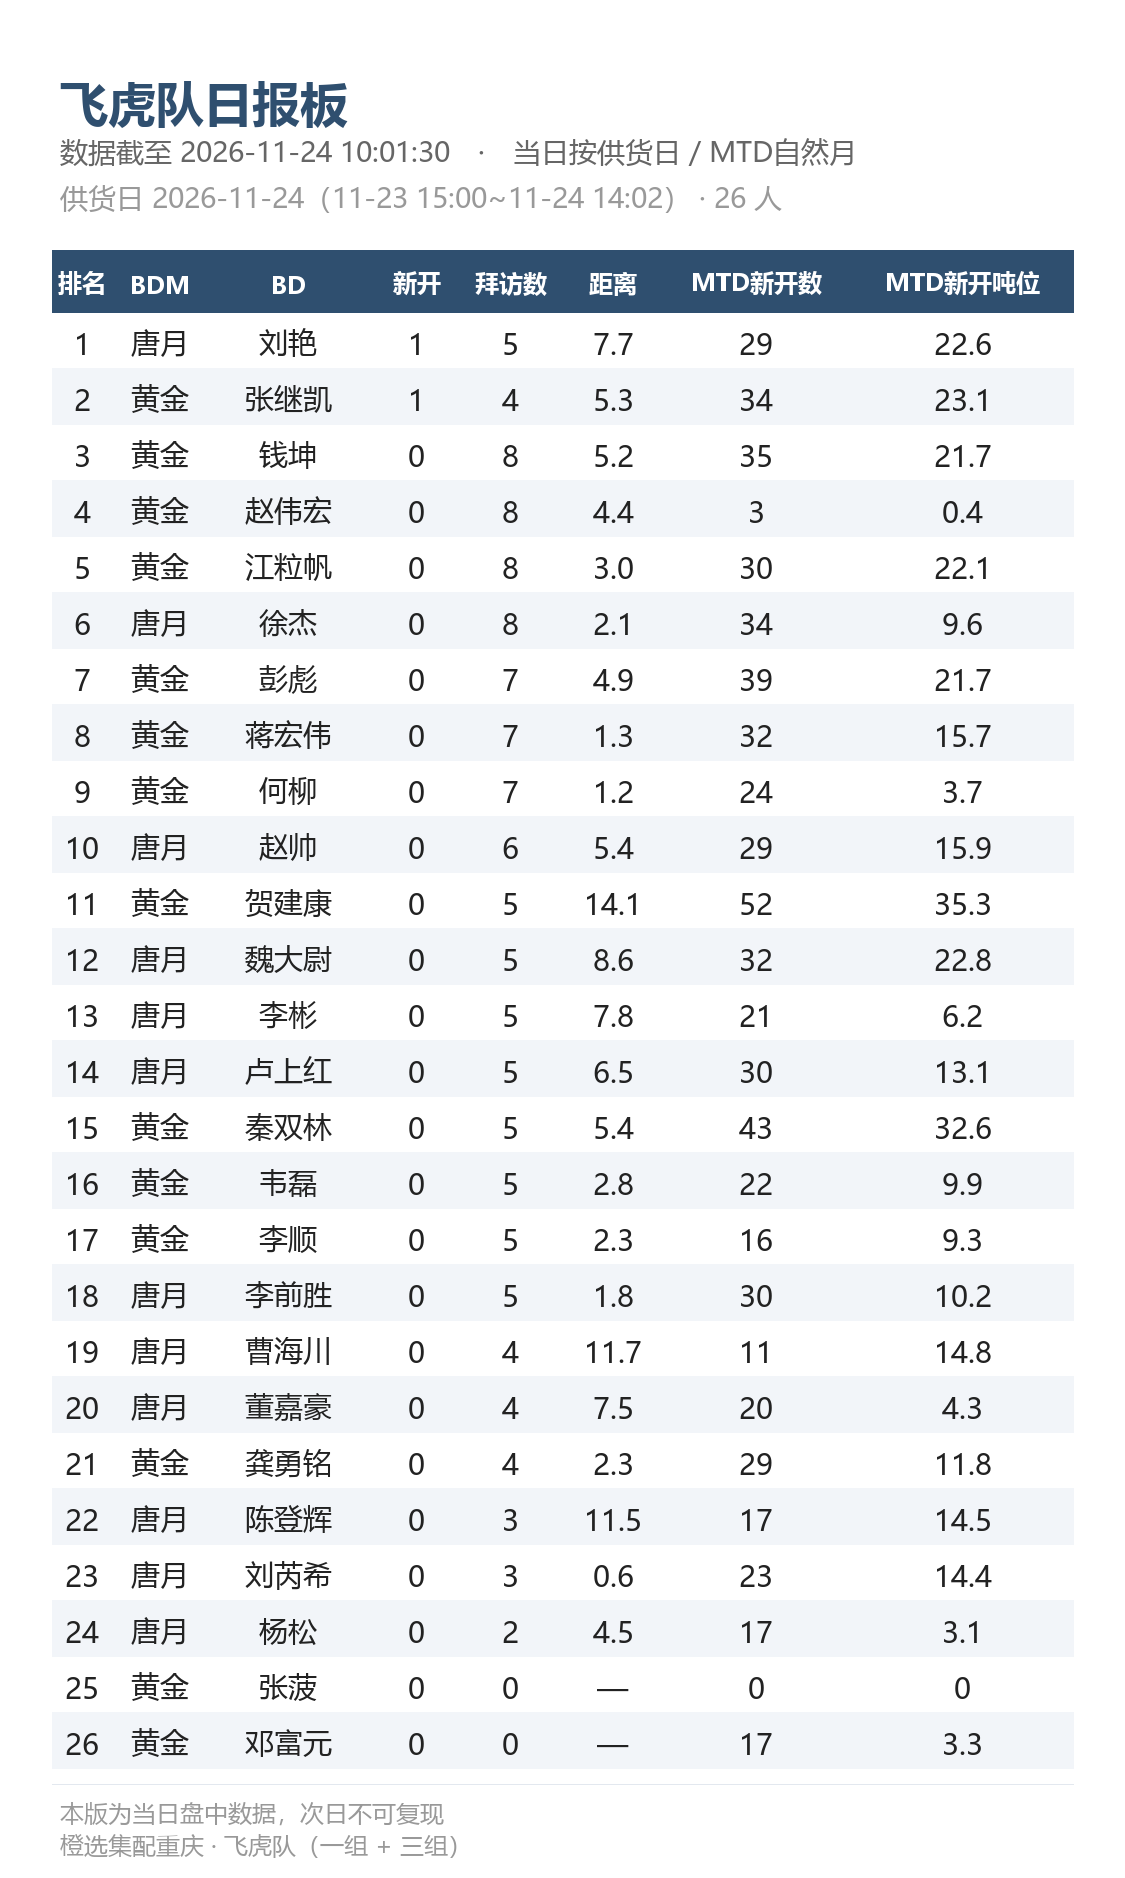 飞虎队日报板
数据截至 2026-11-24 10:01:30 · 当日按供货日 / MTD自然月
供货日 2026-11-24（11-23 15:00~11-24 14:02） · 26 人
排名 BDM BD 新开 拜访数 距离 MTD新开数 MTD新开吨位
1 唐月 刘艳 1 5 7.7 29 22.6
2 黄金 张继凯 1 4 5.3 34 23.1
3 黄金 钱坤 0 8 5.2 35 21.7
4 黄金 赵伟宏 0 8 4.4 3 0.4
5 黄金 江粒帆 0 8 3.0 30 22.1
6 唐月 徐杰 0 8 2.1 34 9.6
7 黄金 彭彪 0 7 4.9 39 21.7
8 黄金 蒋宏伟 0 7 1.3 32 15.7
9 黄金 何柳 0 7 1.2 24 3.7
10 唐月 赵帅 0 6 5.4 29 15.9
11 黄金 贺建康 0 5 14.1 52 35.3
12 唐月 魏大尉 0 5 8.6 32 22.8
13 唐月 李彬 0 5 7.8 21 6.2
14 唐月 卢上红 0 5 6.5 30 13.1
15 黄金 秦双林 0 5 5.4 43 32.6
16 黄金 韦磊 0 5 2.8 22 9.9
17 黄金 李顺 0 5 2.3 16 9.3
18 唐月 李前胜 0 5 1.8 30 10.2
19 唐月 曹海川 0 4 11.7 11 14.8
20 唐月 董嘉豪 0 4 7.5 20 4.3
21 黄金 龚勇铭 0 4 2.3 29 11.8
22 唐月 陈登辉 0 3 11.5 17 14.5
23 唐月 刘芮希 0 3 0.6 23 14.4
24 唐月 杨松 0 2 4.5 17 3.1
25 黄金 张菠 0 0 — 0 0
26 黄金 邓富元 0 0 — 17 3.3
本版为当日盘中数据，次日不可复现
橙选集配重庆 · 飞虎队（一组 + 三组）